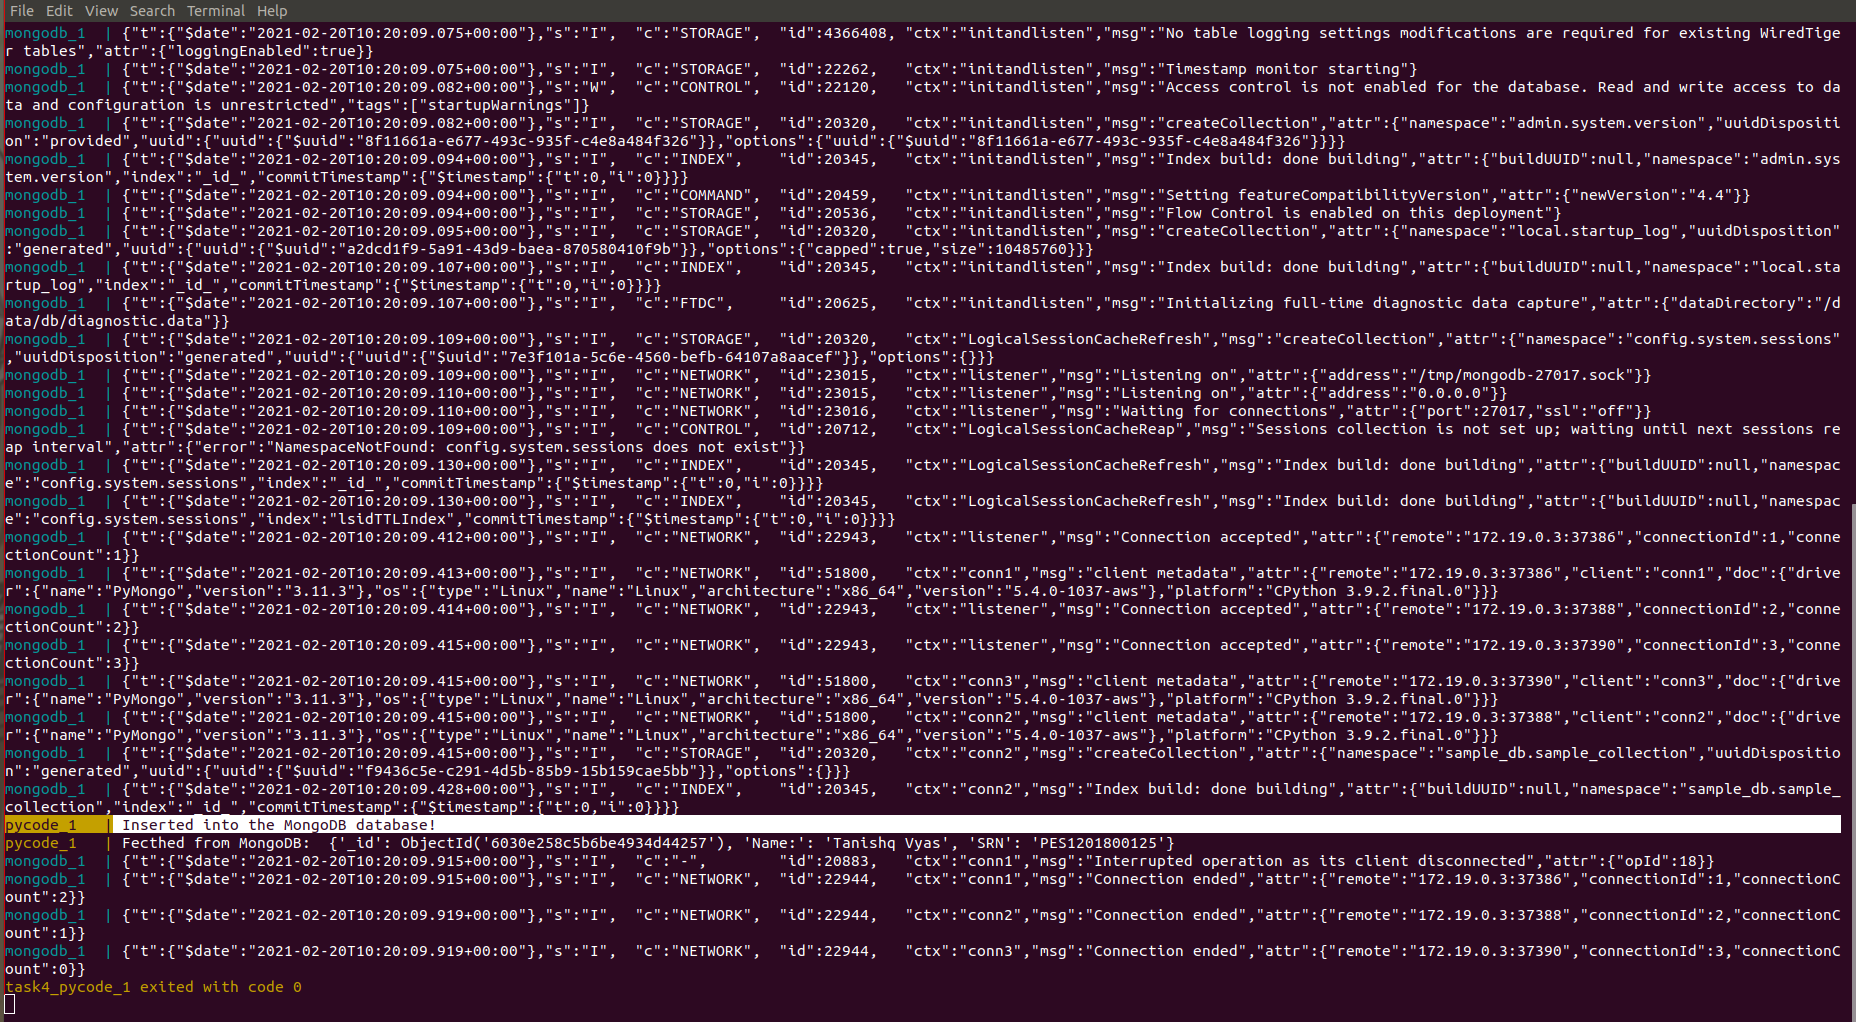 File Edit View Search Terminal Help
mongodb_1  | {"t":{"$date":"2021-02-20T10:20:09.075+00:00"},"s":"I",  "c":"STORAGE",  "id":4366408, "ctx":"initandlisten","msg":"No table logging settings modifications are required for existing WiredTige
r tables","attr":{"loggingEnabled":true}}
mongodb_1  | {"t":{"$date":"2021-02-20T10:20:09.075+00:00"},"s":"I",  "c":"STORAGE",  "id":22262,   "ctx":"initandlisten","msg":"Timestamp monitor starting"}
mongodb_1  | {"t":{"$date":"2021-02-20T10:20:09.082+00:00"},"s":"W",  "c":"CONTROL",  "id":22120,   "ctx":"initandlisten","msg":"Access control is not enabled for the database. Read and write access to da
ta and configuration is unrestricted","tags":["startupWarnings"]}
mongodb_1  | {"t":{"$date":"2021-02-20T10:20:09.082+00:00"},"s":"I",  "c":"STORAGE",  "id":20320,   "ctx":"initandlisten","msg":"createCollection","attr":{"namespace":"admin.system.version","uuidDispositi
on":"provided","uuid":{"uuid":{"$uuid":"8f11661a-e677-493c-935f-c4e8a484f326"}},"options":{"uuid":{"$uuid":"8f11661a-e677-493c-935f-c4e8a484f326"}}}}
mongodb_1  | {"t":{"$date":"2021-02-20T10:20:09.094+00:00"},"s":"I",  "c":"INDEX",    "id":20345,   "ctx":"initandlisten","msg":"Index build: done building","attr":{"buildUUID":null,"namespace":"admin.sys
tem.version","index":"_id_","commitTimestamp":{"$timestamp":{"t":0,"i":0}}}}
mongodb_1  | {"t":{"$date":"2021-02-20T10:20:09.094+00:00"},"s":"I",  "c":"COMMAND",  "id":20459,   "ctx":"initandlisten","msg":"Setting featureCompatibilityVersion","attr":{"newVersion":"4.4"}}
mongodb_1  | {"t":{"$date":"2021-02-20T10:20:09.094+00:00"},"s":"I",  "c":"STORAGE",  "id":20536,   "ctx":"initandlisten","msg":"Flow Control is enabled on this deployment"}
mongodb_1  | {"t":{"$date":"2021-02-20T10:20:09.095+00:00"},"s":"I",  "c":"STORAGE",  "id":20320,   "ctx":"initandlisten","msg":"createCollection","attr":{"namespace":"local.startup_log","uuidDisposition"
:"generated","uuid":{"uuid":{"$uuid":"a2dcd1f9-5a91-43d9-baea-870580410f9b"}},"options":{"capped":true,"size":10485760}}}
mongodb_1  | {"t":{"$date":"2021-02-20T10:20:09.107+00:00"},"s":"I",  "c":"INDEX",    "id":20345,   "ctx":"initandlisten","msg":"Index build: done building","attr":{"buildUUID":null,"namespace":"local.sta
rtup_log","index":"_id_","commitTimestamp":{"$timestamp":{"t":0,"i":0}}}}
mongodb_1  | {"t":{"$date":"2021-02-20T10:20:09.107+00:00"},"s":"I",  "c":"FTDC",     "id":20625,   "ctx":"initandlisten","msg":"Initializing full-time diagnostic data capture","attr":{"dataDirectory":"/d
ata/db/diagnostic.data"}}
mongodb_1  | {"t":{"$date":"2021-02-20T10:20:09.109+00:00"},"s":"I",  "c":"STORAGE",  "id":20320,   "ctx":"LogicalSessionCacheRefresh","msg":"createCollection","attr":{"namespace":"config.system.sessions"
,"uuidDisposition":"generated","uuid":{"uuid":{"$uuid":"7e3f101a-5c6e-4560-befb-64107a8aacef"}},"options":{}}}
mongodb_1  | {"t":{"$date":"2021-02-20T10:20:09.109+00:00"},"s":"I",  "c":"NETWORK",  "id":23015,   "ctx":"listener","msg":"Listening on","attr":{"address":"/tmp/mongodb-27017.sock"}}
mongodb_1  | {"t":{"$date":"2021-02-20T10:20:09.110+00:00"},"s":"I",  "c":"NETWORK",  "id":23015,   "ctx":"listener","msg":"Listening on","attr":{"address":"0.0.0.0"}}
mongodb_1  | {"t":{"$date":"2021-02-20T10:20:09.110+00:00"},"s":"I",  "c":"NETWORK",  "id":23016,   "ctx":"listener","msg":"Waiting for connections","attr":{"port":27017,"ssl":"off"}}
mongodb_1  | {"t":{"$date":"2021-02-20T10:20:09.109+00:00"},"s":"I",  "c":"CONTROL",  "id":20712,   "ctx":"LogicalSessionCacheReap","msg":"Sessions collection is not set up; waiting until next sessions re
ap interval","attr":{"error":"NamespaceNotFound: config.system.sessions does not exist"}}
mongodb_1  | {"t":{"$date":"2021-02-20T10:20:09.130+00:00"},"s":"I",  "c":"INDEX",    "id":20345,   "ctx":"LogicalSessionCacheRefresh","msg":"Index build: done building","attr":{"buildUUID":null,"namespac
e":"config.system.sessions","index":"_id_","commitTimestamp":{"$timestamp":{"t":0,"i":0}}}}
mongodb_1  | {"t":{"$date":"2021-02-20T10:20:09.130+00:00"},"s":"I",  "c":"INDEX",    "id":20345,   "ctx":"LogicalSessionCacheRefresh","msg":"Index build: done building","attr":{"buildUUID":null,"namespac
e":"config.system.sessions","index":"lsidTTLIndex","commitTimestamp":{"$timestamp":{"t":0,"i":0}}}}
mongodb_1  | {"t":{"$date":"2021-02-20T10:20:09.412+00:00"},"s":"I",  "c":"NETWORK",  "id":22943,   "ctx":"listener","msg":"Connection accepted","attr":{"remote":"172.19.0.3:37386","connectionId":1,"conne
ctionCount":1}}
mongodb_1  | {"t":{"$date":"2021-02-20T10:20:09.413+00:00"},"s":"I",  "c":"NETWORK",  "id":51800,   "ctx":"conn1","msg":"client metadata","attr":{"remote":"172.19.0.3:37386","client":"conn1","doc":{"drive
r":{"name":"PyMongo","version":"3.11.3"},"os":{"type":"Linux","name":"Linux","architecture":"x86_64","version":"5.4.0-1037-aws"},"platform":"CPython 3.9.2.final.0"}}}
mongodb_1  | {"t":{"$date":"2021-02-20T10:20:09.414+00:00"},"s":"I",  "c":"NETWORK",  "id":22943,   "ctx":"listener","msg":"Connection accepted","attr":{"remote":"172.19.0.3:37388","connectionId":2,"conne
ctionCount":2}}
mongodb_1  | {"t":{"$date":"2021-02-20T10:20:09.415+00:00"},"s":"I",  "c":"NETWORK",  "id":22943,   "ctx":"listener","msg":"Connection accepted","attr":{"remote":"172.19.0.3:37390","connectionId":3,"conne
ctionCount":3}}
mongodb_1  | {"t":{"$date":"2021-02-20T10:20:09.415+00:00"},"s":"I",  "c":"NETWORK",  "id":51800,   "ctx":"conn3","msg":"client metadata","attr":{"remote":"172.19.0.3:37390","client":"conn3","doc":{"drive
r":{"name":"PyMongo","version":"3.11.3"},"os":{"type":"Linux","name":"Linux","architecture":"x86_64","version":"5.4.0-1037-aws"},"platform":"CPython 3.9.2.final.0"}}}
mongodb_1  | {"t":{"$date":"2021-02-20T10:20:09.415+00:00"},"s":"I",  "c":"NETWORK",  "id":51800,   "ctx":"conn2","msg":"client metadata","attr":{"remote":"172.19.0.3:37388","client":"conn2","doc":{"drive
r":{"name":"PyMongo","version":"3.11.3"},"os":{"type":"Linux","name":"Linux","architecture":"x86_64","version":"5.4.0-1037-aws"},"platform":"CPython 3.9.2.final.0"}}}
mongodb_1  | {"t":{"$date":"2021-02-20T10:20:09.415+00:00"},"s":"I",  "c":"STORAGE",  "id":20320,   "ctx":"conn2","msg":"createCollection","attr":{"namespace":"sample_db.sample_collection","uuidDispositio
n":"generated","uuid":{"uuid":{"$uuid":"f9436c5e-c291-4d5b-85b9-15b159cae5bb"}},"options":{}}}
mongodb_1  | {"t":{"$date":"2021-02-20T10:20:09.428+00:00"},"s":"I",  "c":"INDEX",    "id":20345,   "ctx":"conn2","msg":"Index build: done building","attr":{"buildUUID":null,"namespace":"sample_db.sample_
collection","index":"_id_","commitTimestamp":{"$timestamp":{"t":0,"i":0}}}}
pycode_1   | Inserted into the MongoDB database!
pycode_1   | Fecthed from MongoDB:  {'_id': ObjectId('6030e258c5b6be4934d44257'), 'Name:': 'Tanishq Vyas', 'SRN': 'PES1201800125'}
mongodb_1  | {"t":{"$date":"2021-02-20T10:20:09.915+00:00"},"s":"I",  "c":"-",        "id":20883,   "ctx":"conn1","msg":"Interrupted operation as its client disconnected","attr":{"opId":18}}
mongodb_1  | {"t":{"$date":"2021-02-20T10:20:09.915+00:00"},"s":"I",  "c":"NETWORK",  "id":22944,   "ctx":"conn1","msg":"Connection ended","attr":{"remote":"172.19.0.3:37386","connectionId":1,"connectionC
ount":2}}
mongodb_1  | {"t":{"$date":"2021-02-20T10:20:09.919+00:00"},"s":"I",  "c":"NETWORK",  "id":22944,   "ctx":"conn2","msg":"Connection ended","attr":{"remote":"172.19.0.3:37388","connectionId":2,"connectionC
ount":1}}
mongodb_1  | {"t":{"$date":"2021-02-20T10:20:09.919+00:00"},"s":"I",  "c":"NETWORK",  "id":22944,   "ctx":"conn3","msg":"Connection ended","attr":{"remote":"172.19.0.3:37390","connectionId":3,"connectionC
ount":0}}
task4_pycode_1 exited with code 0